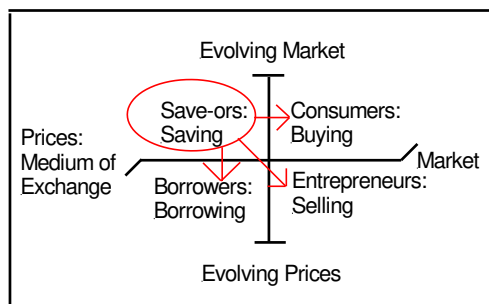 Evolving Market
Save-ors:
Saving
Consumers:
Buying
Prices:
Medium of
Exchange
Market
Borrowers:
Borrowing
Entrepreneurs:
Selling
Evolving Prices